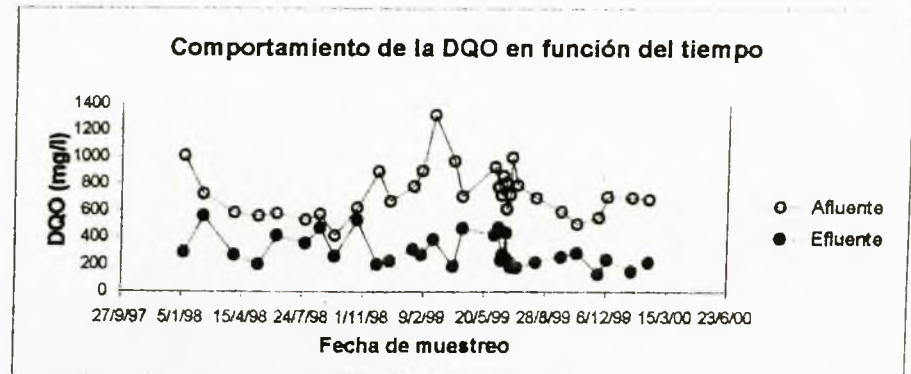 Comportamiento de la DQO en función del tiempo
DQO (mg/l)
1400
1200
1000
800
600
400
200
0
27/9/97 5/1/98 15/4/98 24/7/98 1/11/98 9/2/99 20/5/99 28/8/99 6/12/99 15/3/00 23/6/00
Fecha de muestreo
Afluente
Efluente